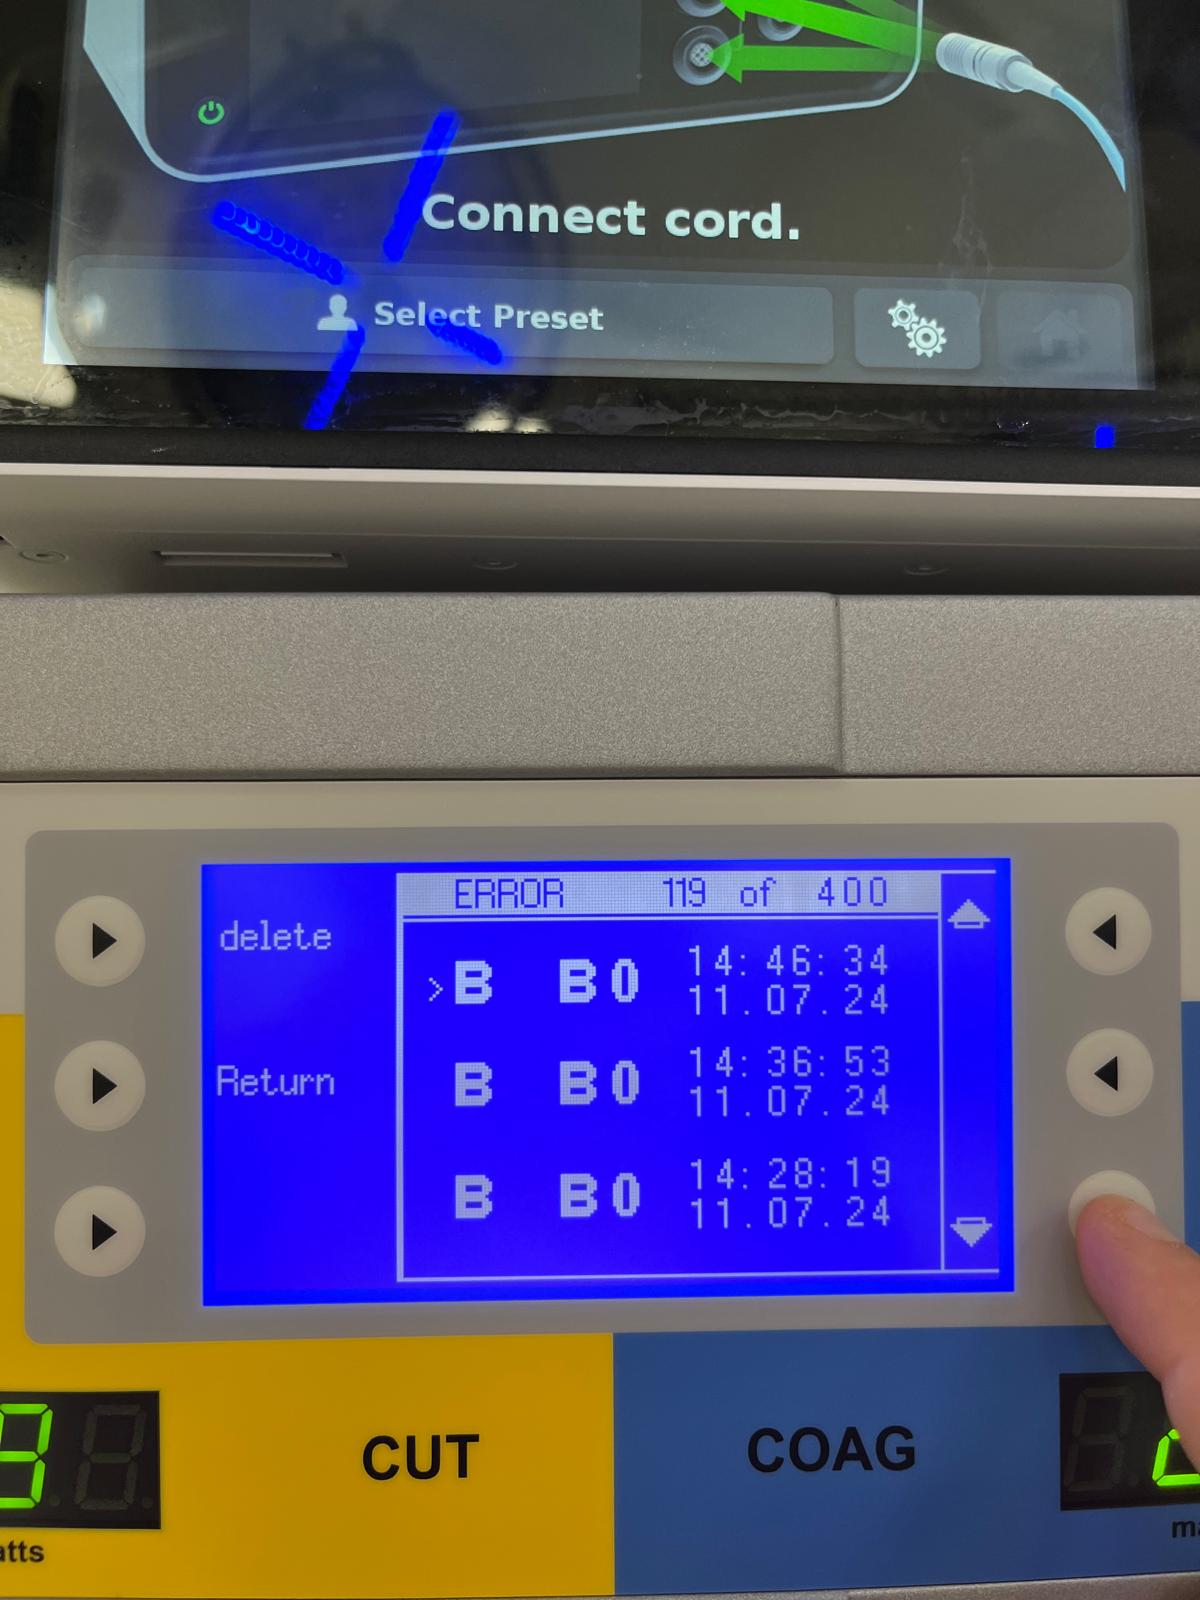 Connect cord.
Select Preset
ERROR 119 of 400
delete
>B B0 14:46:34
11.07.24
Return
B B0 14:36:53
11.07.24
B B0 14:28:19
11.07.24
CUT
COAG